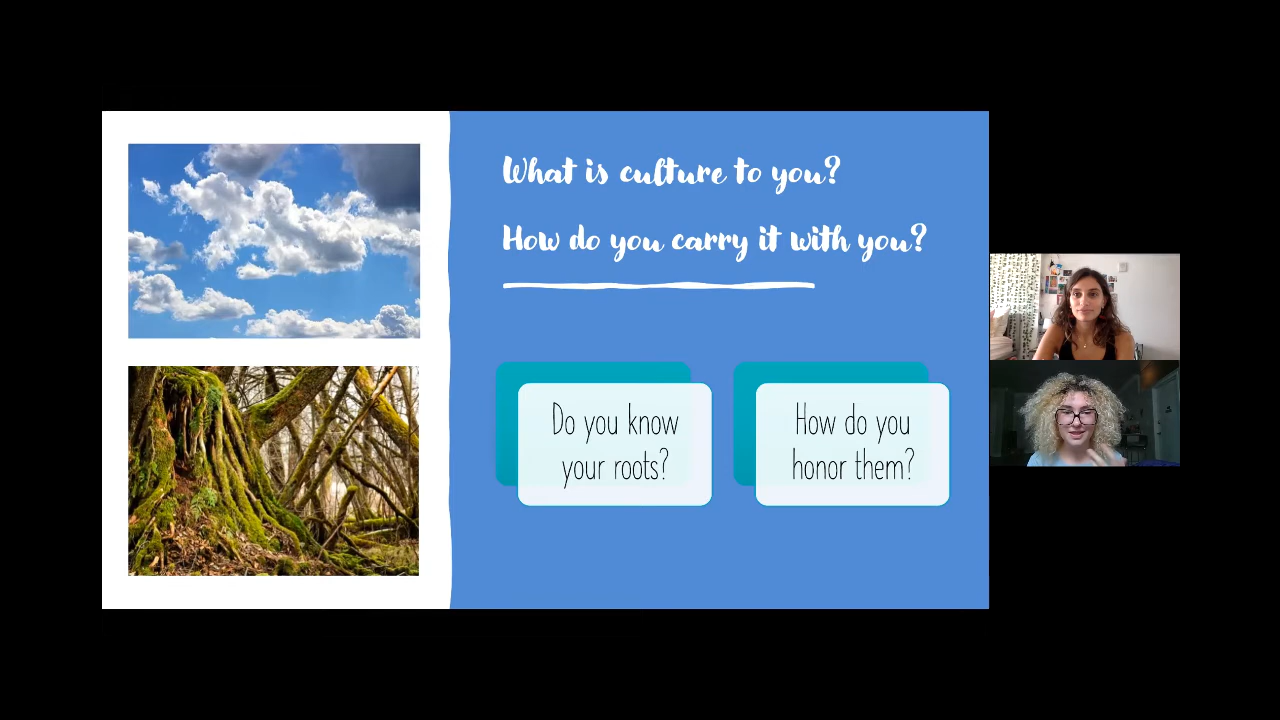 What is culture to you?
How do you carry it with you?
Do you know
your roots?
How do you
honor them?